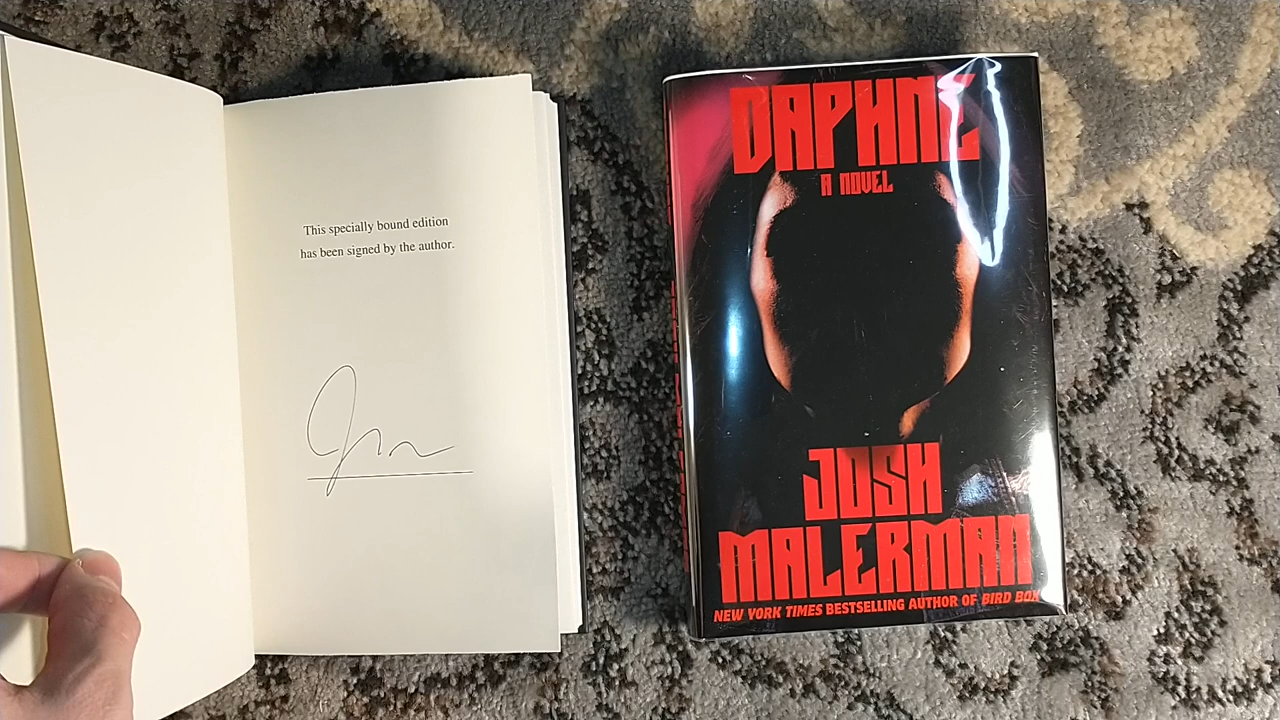 This specially bound edition
has been signed by the author.
DAPHNE
A NOVEL
JOSH
MALERMAN
NEW YORK TIMES BESTSELLING AUTHOR OF BIRD BOX